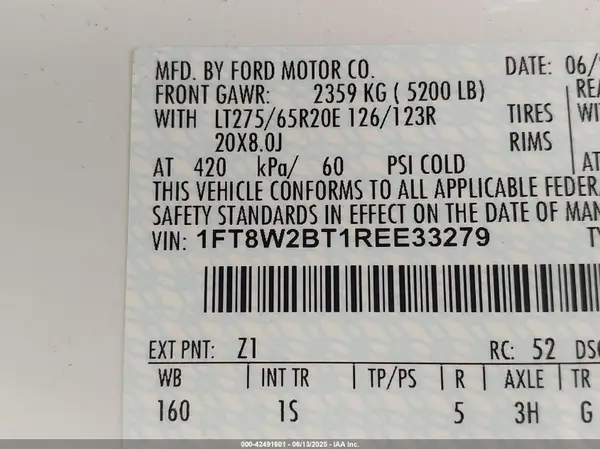 MFD. BY FORD MOTOR CO. DATE: 06/
FRONT GAWR: 2359 KG ( 5200 LB)
WITH LT275/65R20E 126/123R TIRES
20X8.0J RIMS
AT 420 kPa/ 60 PSI COLD AT
THIS VEHICLE CONFORMS TO ALL APPLICABLE FEDER
SAFETY STANDARDS IN EFFECT ON THE DATE OF MAN
VIN: 1FT8W2BT1REE33279
EXT PNT: Z1 RC: 52 DSO
WB INT TR TP/PS R AXLE TR
160 1S 5 3H G
000-42491601 - 06/13/2025 - IAA Inc.